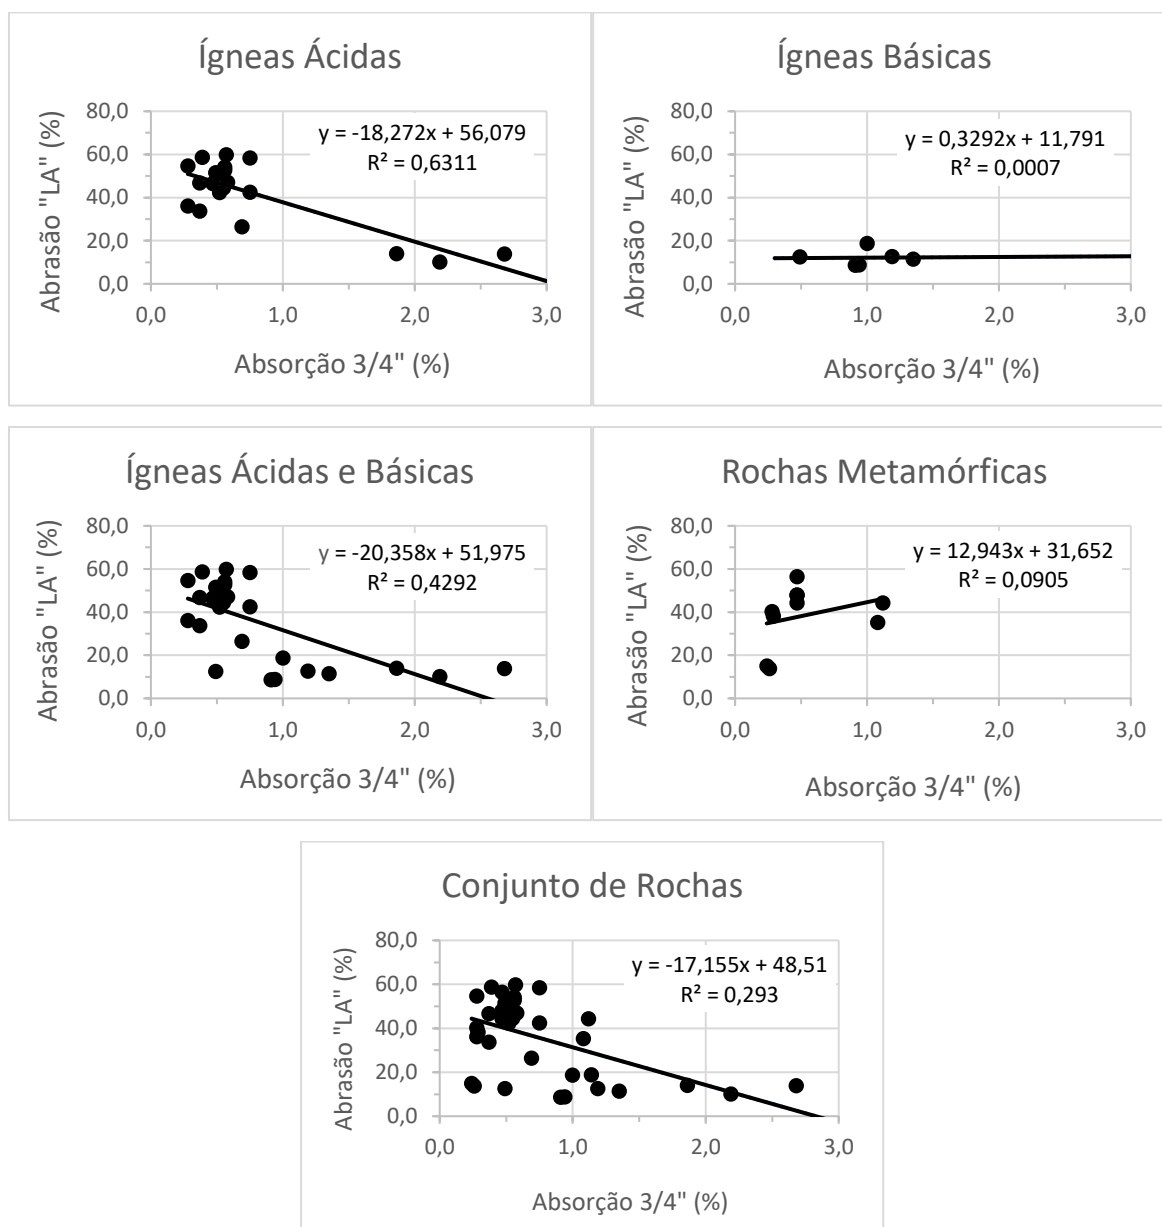 Ígneas Ácidas
Abrasão "LA" (%)
80,0
60,0
40,0
20,0
0,0
y = -18,272x + 56,079
R² = 0,6311
0,0 1,0 2,0 3,0
Absorção 3/4" (%)
Ígneas Básicas
Abrasão "LA" (%)
80,0
60,0
40,0
20,0
0,0
y = 0,3292x + 11,791
R² = 0,0007
0,0 1,0 2,0 3,0
Absorção 3/4" (%)
Ígneas Ácidas e Básicas
Abrasão "LA" (%)
80,0
60,0
40,0
20,0
0,0
y = -20,358x + 51,975
R² = 0,4292
0,0 1,0 2,0 3,0
Absorção 3/4" (%)
Rochas Metamórficas
Abrasão "LA" (%)
80,0
60,0
40,0
20,0
0,0
y = 12,943x + 31,652
R² = 0,0905
0,0 1,0 2,0 3,0
Absorção 3/4" (%)
Conjunto de Rochas
Abrasão "LA" (%)
80,0
60,0
40,0
20,0
0,0
y = -17,155x + 48,51
R² = 0,293
0,0 1,0 2,0 3,0
Absorção 3/4" (%)